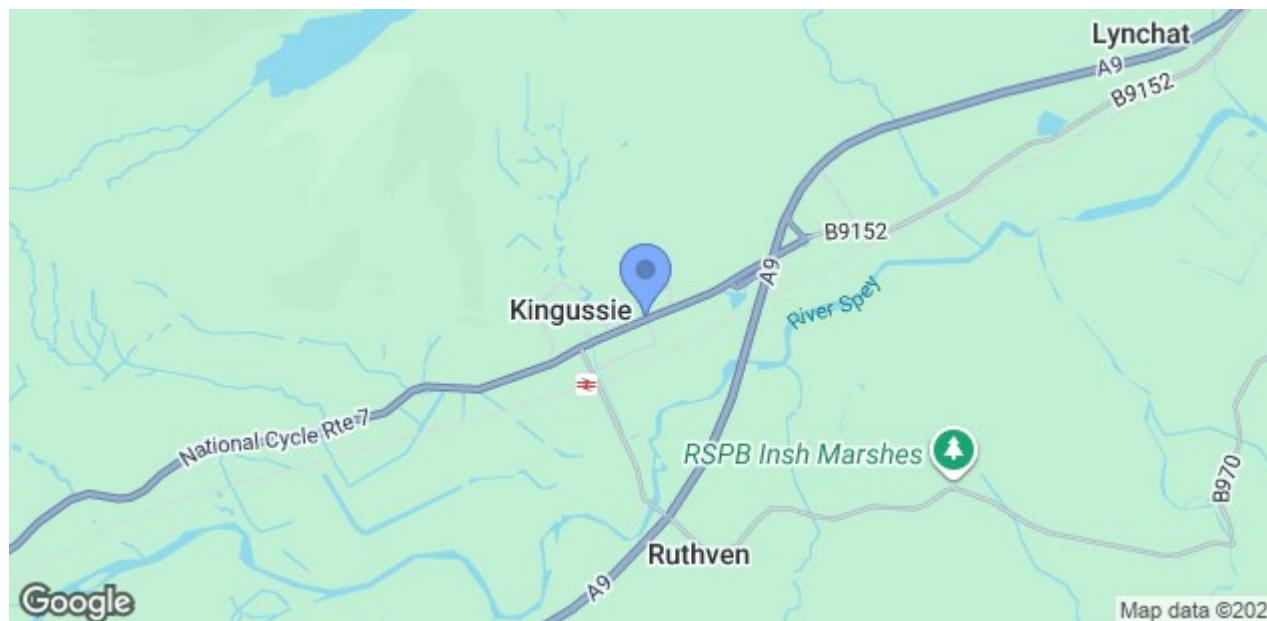 Lynchat
A9
B9152
B9152
A9
River Spey
Kingussie
National Cycle Rte 7
RSPB Insh Marshes
B970
Ruthven
A9
Google
Map data ©202